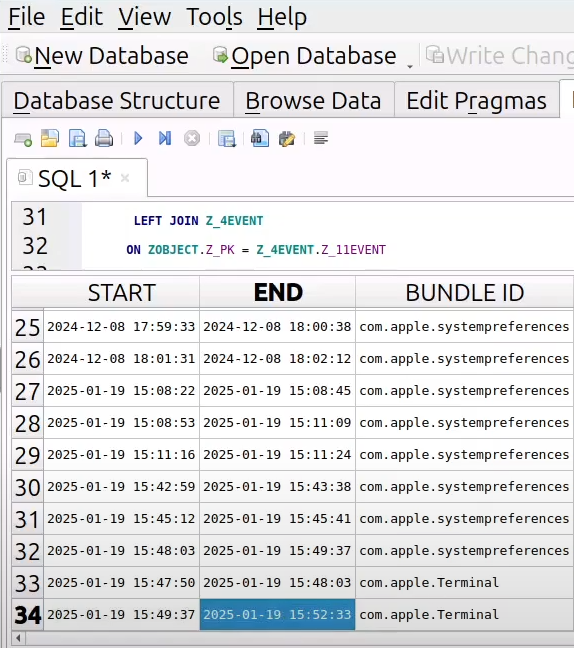 File Edit View Tools Help
New Database Open Database Write Chang
Database Structure Browse Data Edit Pragmas
SQL 1*
31 LEFT JOIN Z_4EVENT
32 ON ZOBJECT.Z_PK = Z_4EVENT.Z_11EVENT
START END BUNDLE ID
25 2024-12-08 17:59:33 2024-12-08 18:00:38 com.apple.systempreferences
26 2024-12-08 18:01:31 2024-12-08 18:02:12 com.apple.systempreferences
27 2025-01-19 15:08:22 2025-01-19 15:08:45 com.apple.systempreferences
28 2025-01-19 15:08:53 2025-01-19 15:11:09 com.apple.systempreferences
29 2025-01-19 15:11:16 2025-01-19 15:11:24 com.apple.systempreferences
30 2025-01-19 15:42:59 2025-01-19 15:43:38 com.apple.systempreferences
31 2025-01-19 15:45:12 2025-01-19 15:45:41 com.apple.systempreferences
32 2025-01-19 15:48:03 2025-01-19 15:49:37 com.apple.systempreferences
33 2025-01-19 15:47:50 2025-01-19 15:48:03 com.apple.Terminal
34 2025-01-19 15:49:37 2025-01-19 15:52:33 com.apple.Terminal